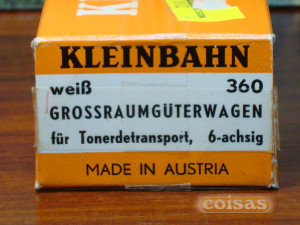 KLEINBAHN
weiß 360
GROSSRAUMGÜTERWAGEN
für Tonerdetransport, 6-achsig
MADE IN AUSTRIA
coisas